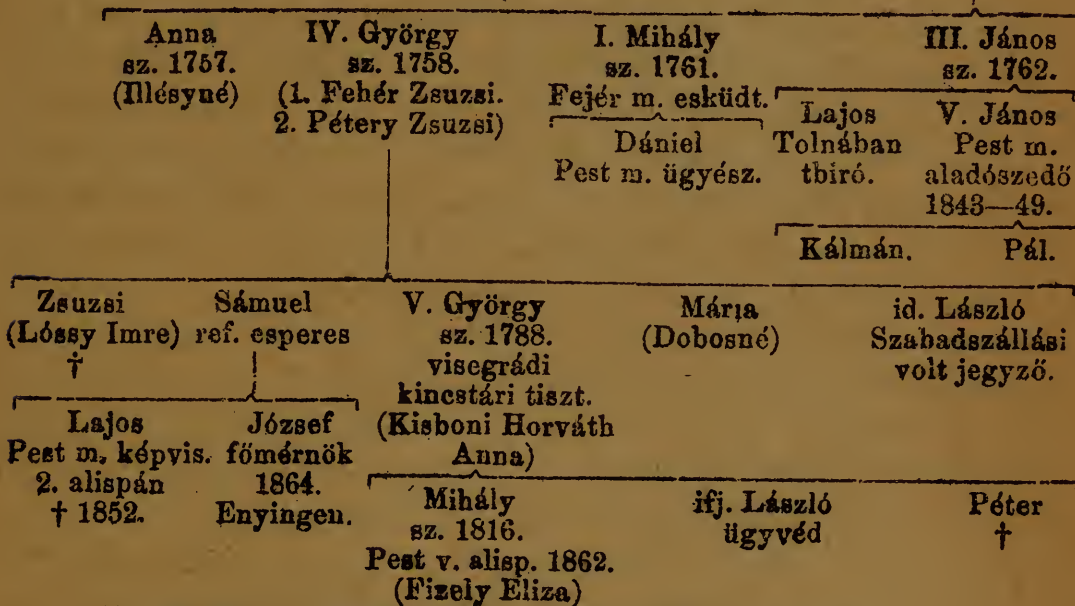 Anna IV. György I. Mihály III. János
sz. 1757. sz. 1758. sz. 1761. sz. 1762.
(Illésyné) (1. Fehér Zsuzsi. Fejér m. esküdt.
2. Pétery Zsuzsi)
Lajos V. János
Dániel Tolnában Pest m.
Pest m. ügyész. tbiró. aladószedő
1843—49.
Kálmán. Pál.
Zsuzsi Sámuel V. György Mária id. László
(Lóssy Imre) ref. esperes sz. 1788. (Dobosné) Szabadszállási
† visegrádi volt jegyző.
kincstári tiszt.
Lajos József (Kisboni Horváth
Pest m. képvis. főmérnök Anna)
2. alispán 1864.
† 1852. Enyingen.
Mihály ifj. László Péter
sz. 1816. ügyvéd †
Pest v. alisp. 1862.
(Fizely Eliza)